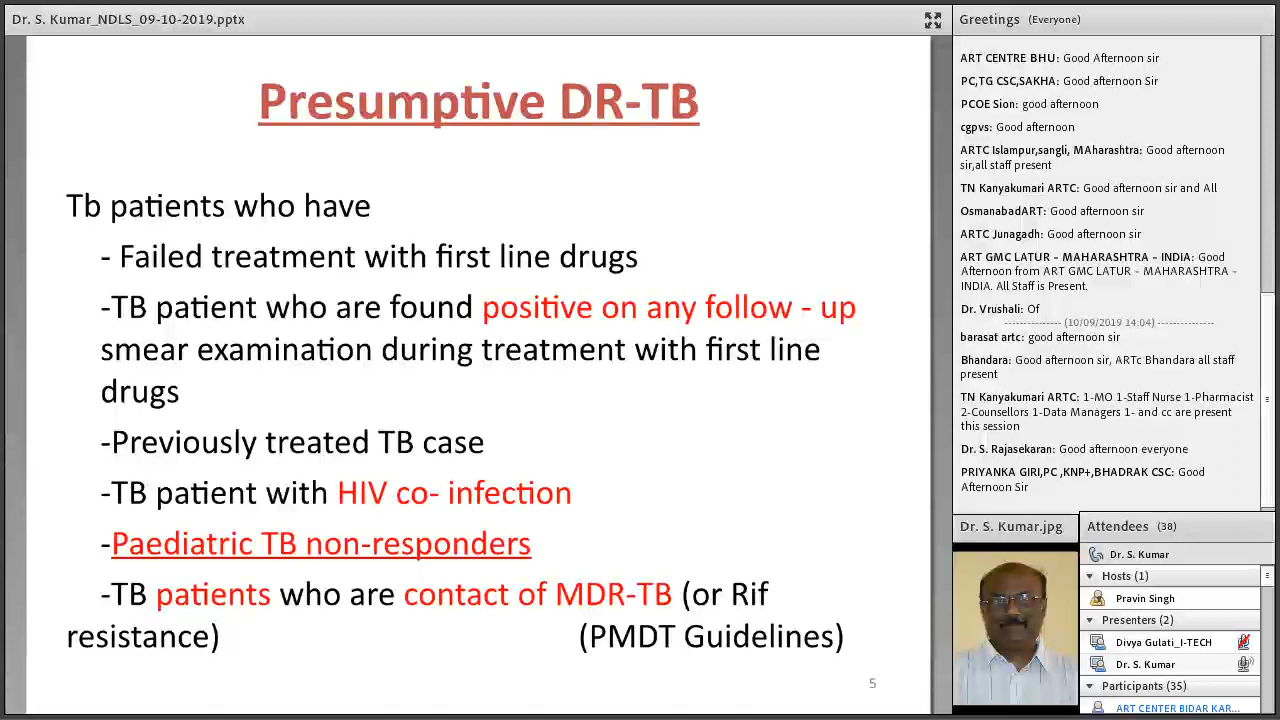 Dr. S. Kumar_NDLS_09-10-2019.pptx
Presumptive DR-TB
Tb patients who have
- Failed treatment with first line drugs
-TB patient who are found positive on any follow - up
smear examination during treatment with first line
drugs
-Previously treated TB case
-TB patient with HIV co- infection
-Paediatric TB non-responders
-TB patients who are contact of MDR-TB (or Rif
resistance) (PMDT Guidelines)
5
Greetings (Everyone)
ART CENTRE BHU: Good Afternoon sir
PC,TG CSC,SAKHA: Good afternoon Sir
PCOE Sion: good afternoon
cgpvs: Good afternoon
ARTC Islampur,sangli, MAharashtra: Good afternoon
sir,all staff present
TN Kanyakumari ARTC: Good afternoon sir and All
OsmanabadART: Good afternoon sir
ARTC Junagadh: Good afternoon sir
ART GMC LATUR - MAHARASHTRA - INDIA: Good
Afternoon from ART GMC LATUR - MAHARASHTRA -
INDIA. All Staff is Present.
Dr. Vrushali: Of
---------------- (10/09/2019 14:04) ---------------
barasat artc: good afternoon sir
Bhandara: Good afternoon sir, ARTc Bhandara all staff
present
TN Kanyakumari ARTC: 1-MO 1-Staff Nurse 1-Pharmacist
2-Counsellors 1-Data Managers 1- and cc are present
this session
Dr. S. Rajasekaran: Good afternoon everyone
PRIYANKA GIRI,PC ,KNP+,BHADRAK CSC: Good
Afternoon Sir
Dr. S. Kumar.jpg
Attendees (38)
Dr. S. Kumar
Hosts (1)
Pravin Singh
Presenters (2)
Divya Gulati_I-TECH
Dr. S. Kumar
Participants (35)
ART CENTER BIDAR KAR...